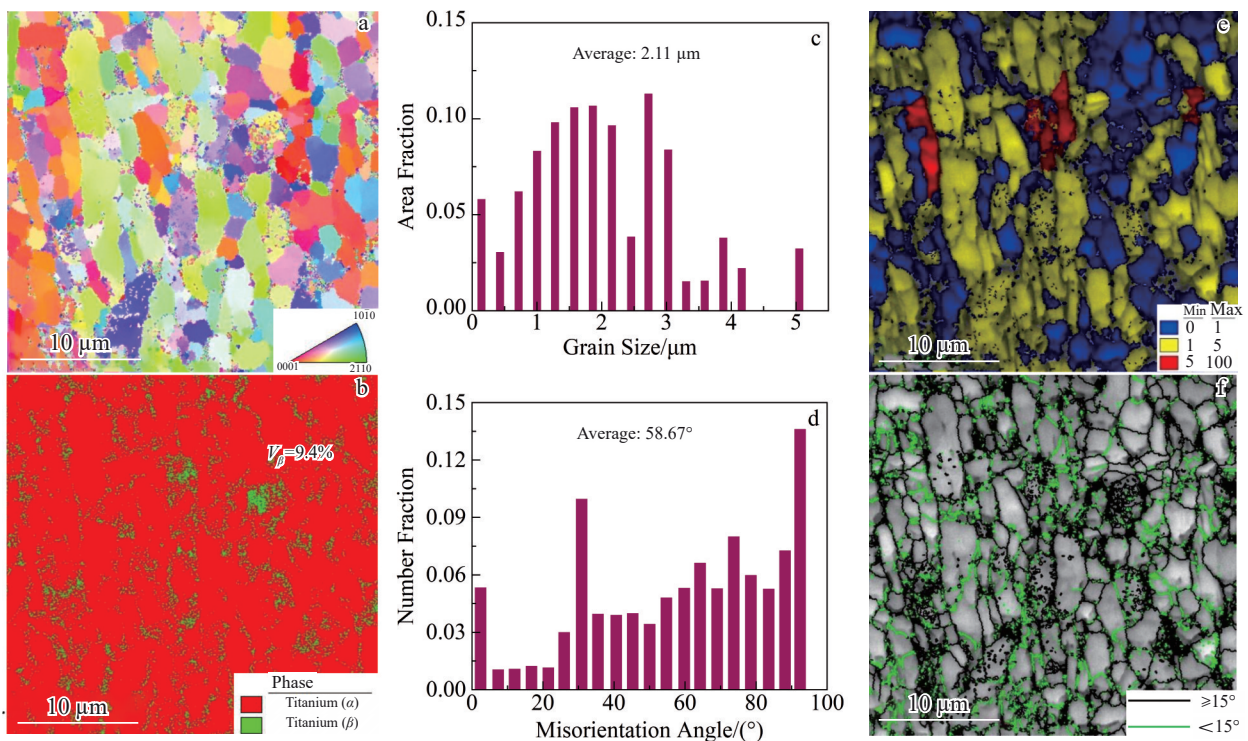 a
10 μm
1010
0001
2110
b
Vβ=9.4%
10 μm
Phase
Titanium (α)
Titanium (β)
c
Average: 2.11 μm
Area Fraction
0.15
0.10
0.05
0.00
0 1 2 3 4 5
Grain Size/μm
d
Average: 58.67°
Number Fraction
0.15
0.12
0.09
0.06
0.03
0.00
0 20 40 60 80 100
Misorientation Angle/(°)
e
10 μm
Min Max
0 1
1 5
5 100
f
10 μm
≥15°
<15°